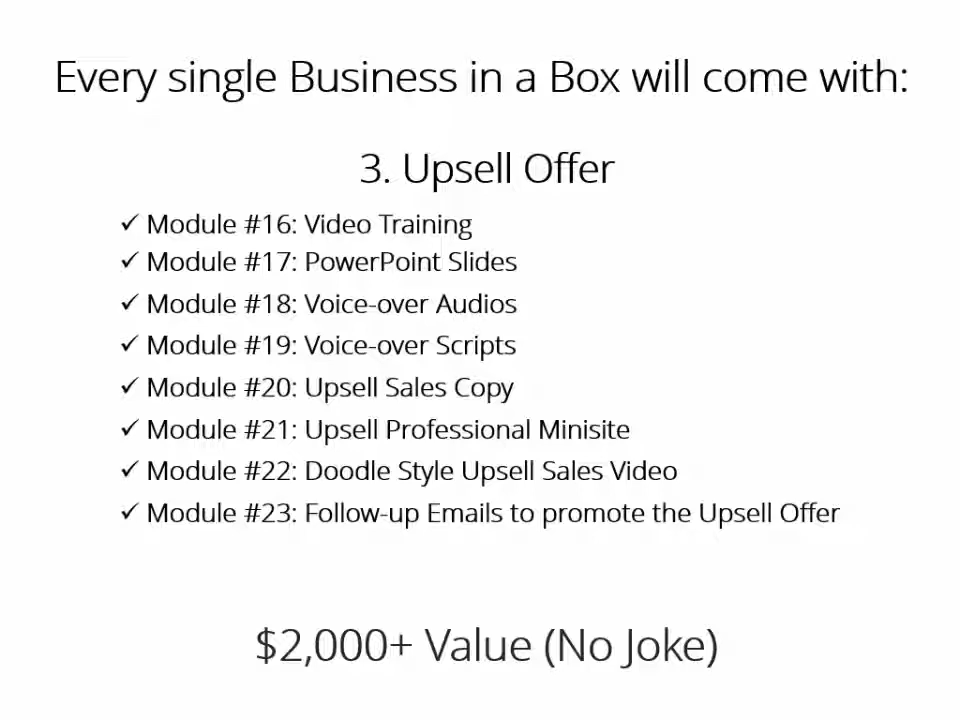 Every single Business in a Box will come with:
3. Upsell Offer
✓ Module #16: Video Training
✓ Module #17: PowerPoint Slides
✓ Module #18: Voice-over Audios
✓ Module #19: Voice-over Scripts
✓ Module #20: Upsell Sales Copy
✓ Module #21: Upsell Professional Minisite
✓ Module #22: Doodle Style Upsell Sales Video
✓ Module #23: Follow-up Emails to promote the Upsell Offer
$2,000+ Value (No Joke)